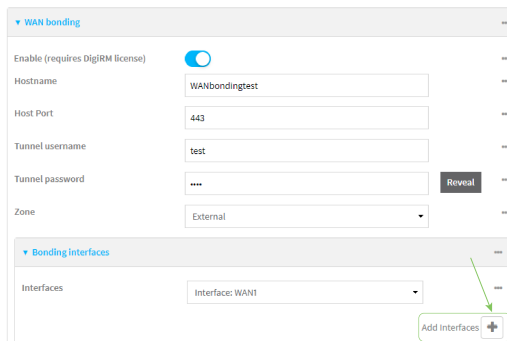 WAN bonding
Enable (requires DigiRM license)
Hostname WANbondingtest
Host Port 443
Tunnel username test
Tunnel password •••• Reveal
Zone External
Bonding interfaces
Interfaces Interface: WAN1
Add Interfaces